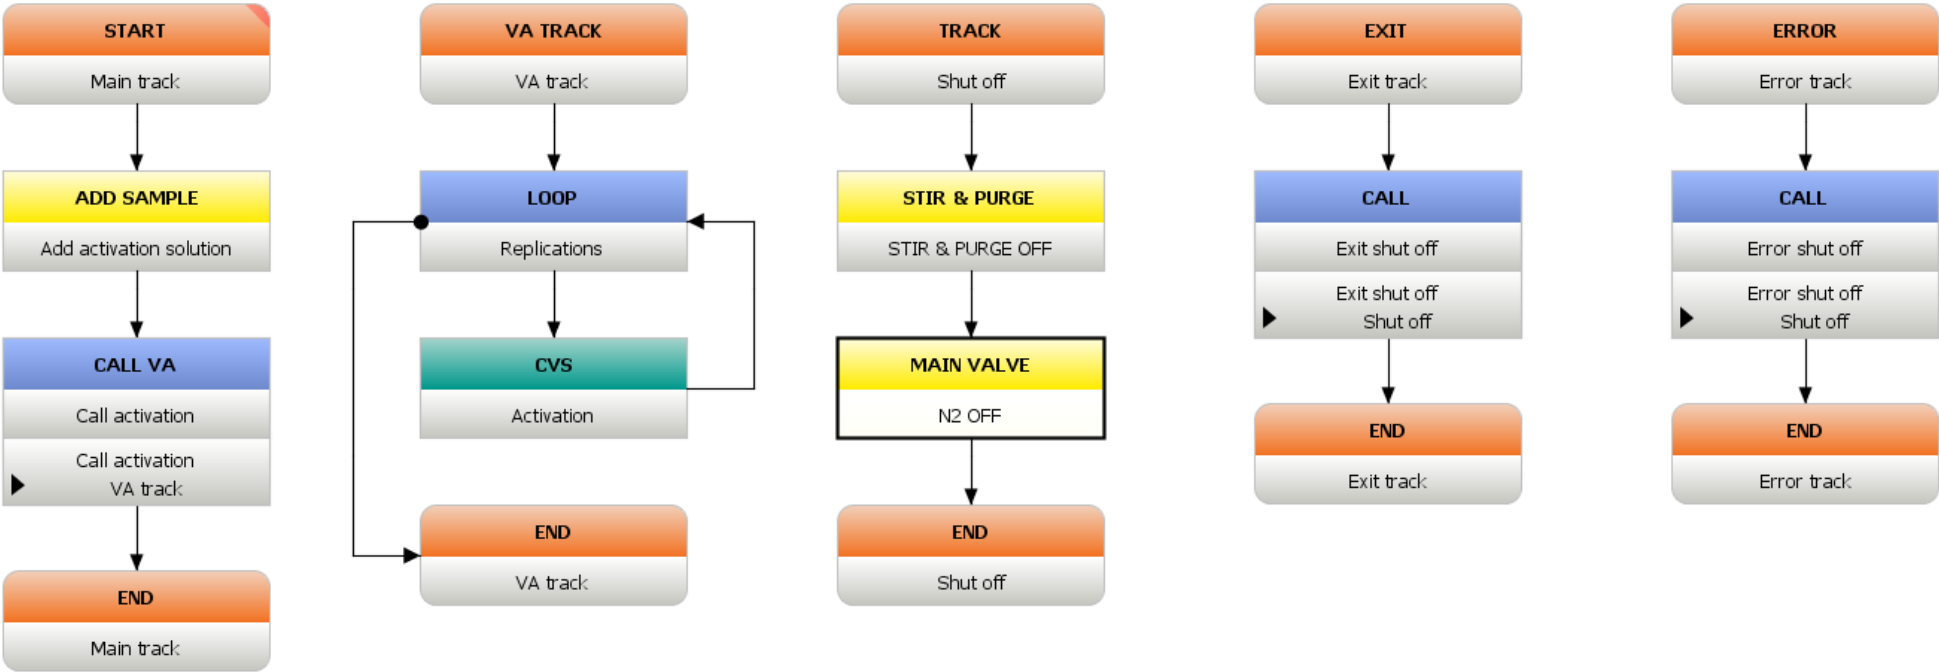 START
Main track
ADD SAMPLE
Add activation solution
CALL VA
Call activation
Call activation
VA track
END
Main track
VA TRACK
VA track
LOOP
Replications
CVS
Activation
END
VA track
TRACK
Shut off
STIR & PURGE
STIR & PURGE OFF
MAIN VALVE
N2 OFF
END
Shut off
EXIT
Exit track
CALL
Exit shut off
Exit shut off
Shut off
END
Exit track
ERROR
Error track
CALL
Error shut off
Error shut off
Shut off
END
Error track